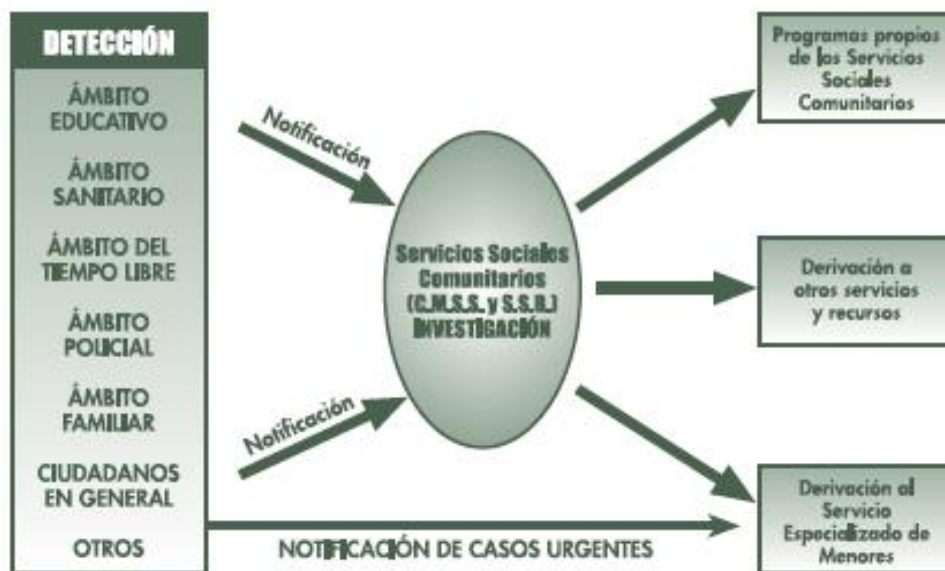 DETECCIÓN
ÁMBITO
EDUCATIVO
ÁMBITO
SANITARIO
ÁMBITO DEL
TIEMPO LIBRE
ÁMBITO
POLICIAL
ÁMBITO
FAMILIAR
CIUDADANOS
EN GENERAL
OTROS
Notificación
Notificación
NOTIFICACIÓN DE CASOS URGENTES
Servicios Sociales
Comunitarios
(C.M.S.S. y S.S.B.)
INVESTIGACIÓN
Programas propios
de los Servicios
Sociales
Comunitarios
Derivación a
otros servicios
y recursos
Derivación al
Servicio
Especializado de
Menores